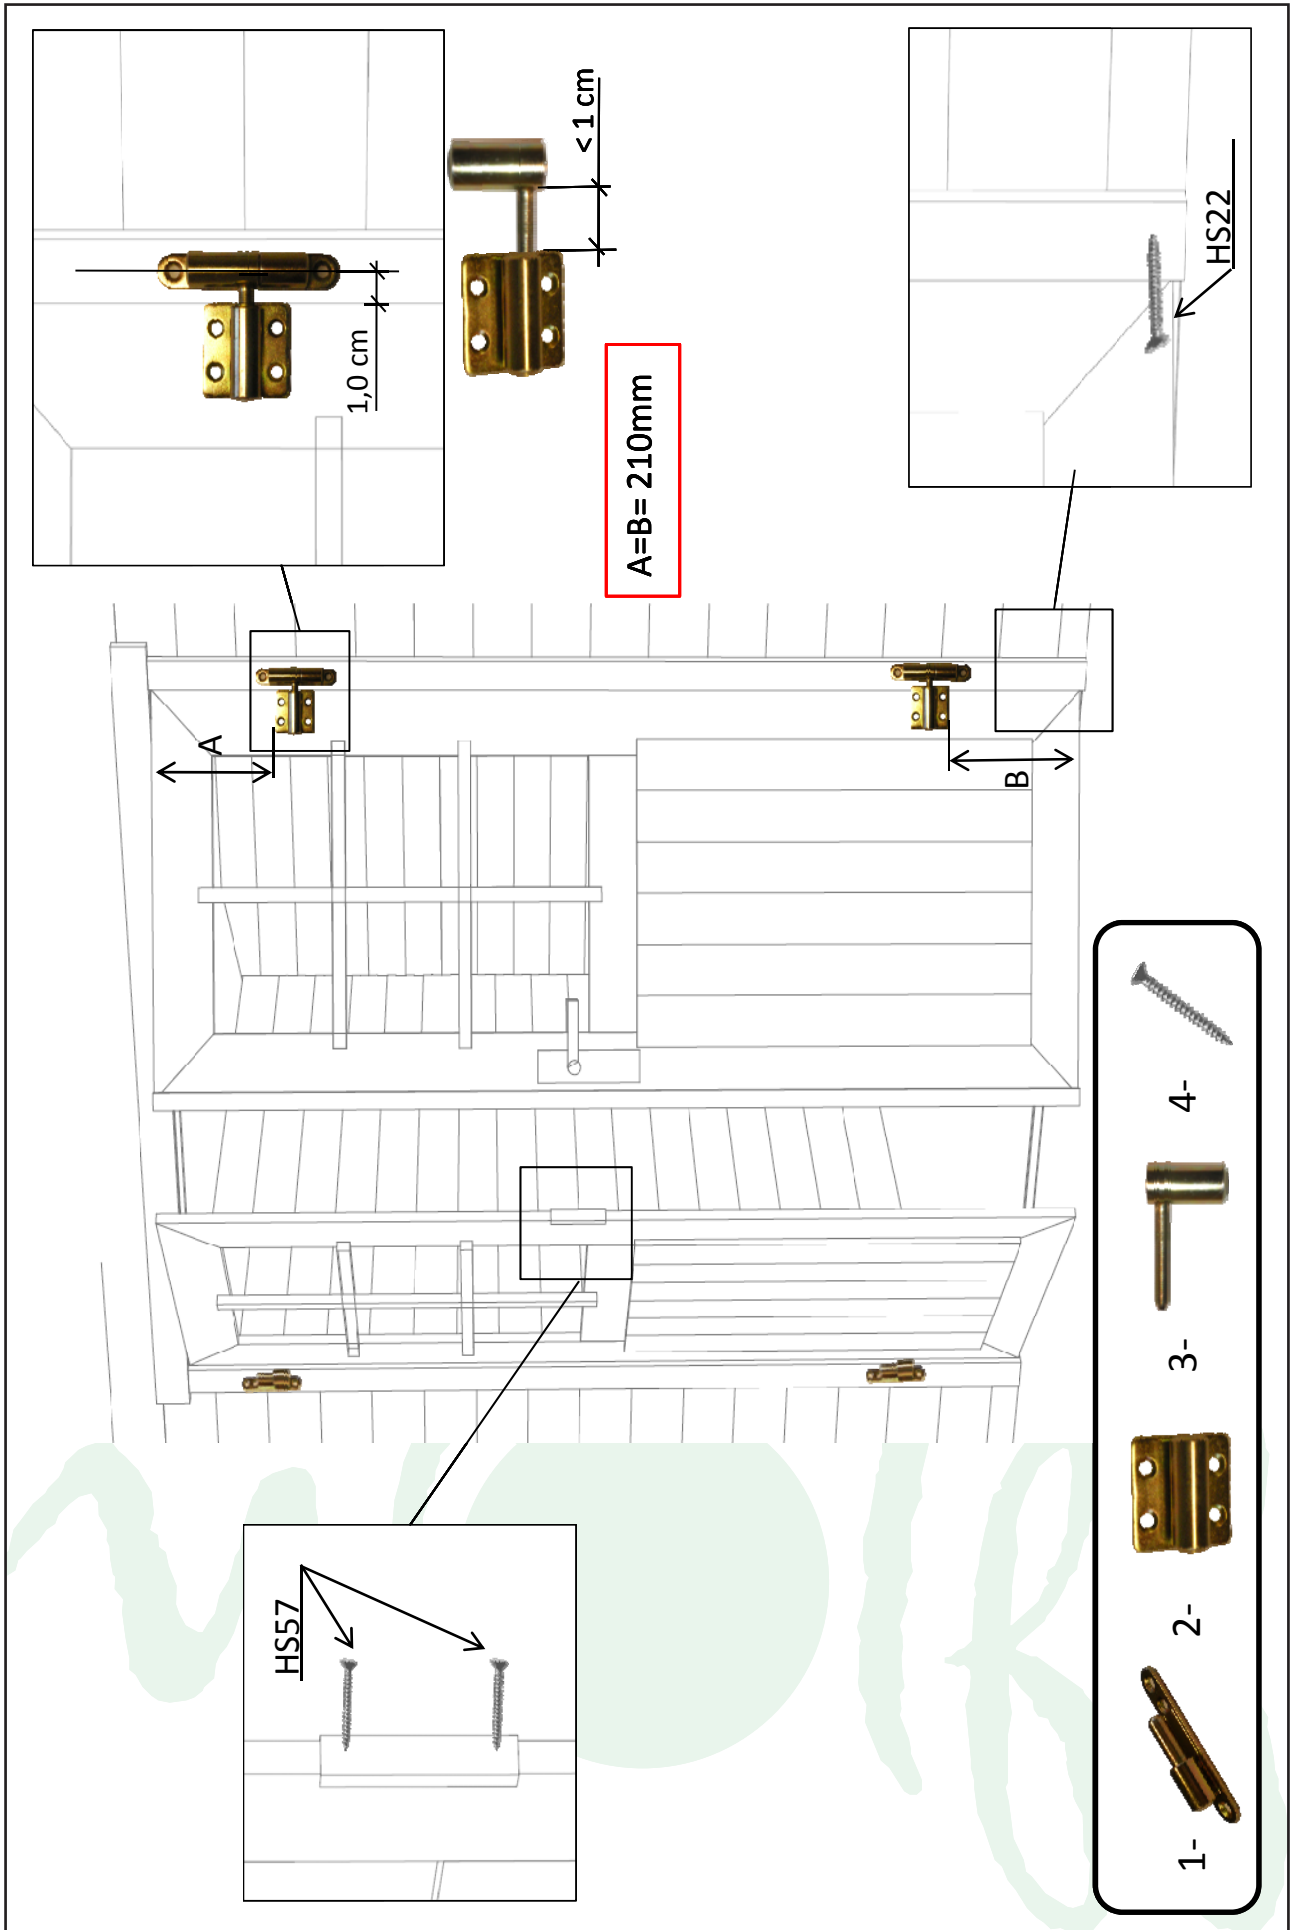 1,0 cm
< 1 cm
A=B= 210mm
A
B
HS22
HS57
1-
2-
3-
4-